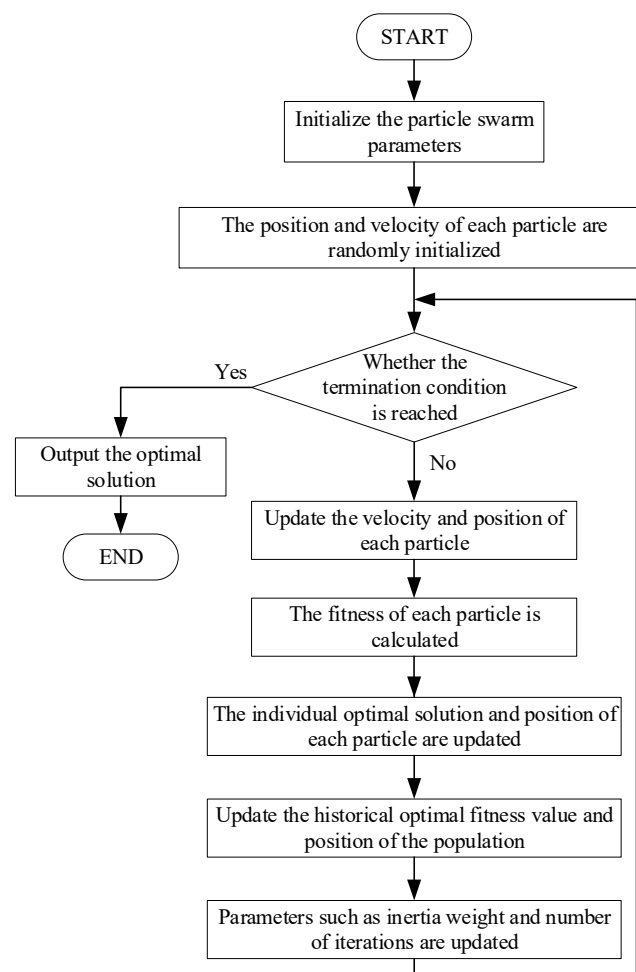 START
Initialize the particle swarm
parameters
The position and velocity of each particle are
randomly initialized
Whether the
termination condition
is reached
Yes
No
Output the optimal
solution
END
Update the velocity and position of
each particle
The fitness of each particle is
calculated
The individual optimal solution and position of
each particle are updated
Update the historical optimal fitness value and
position of the population
Parameters such as inertia weight and number
of iterations are updated